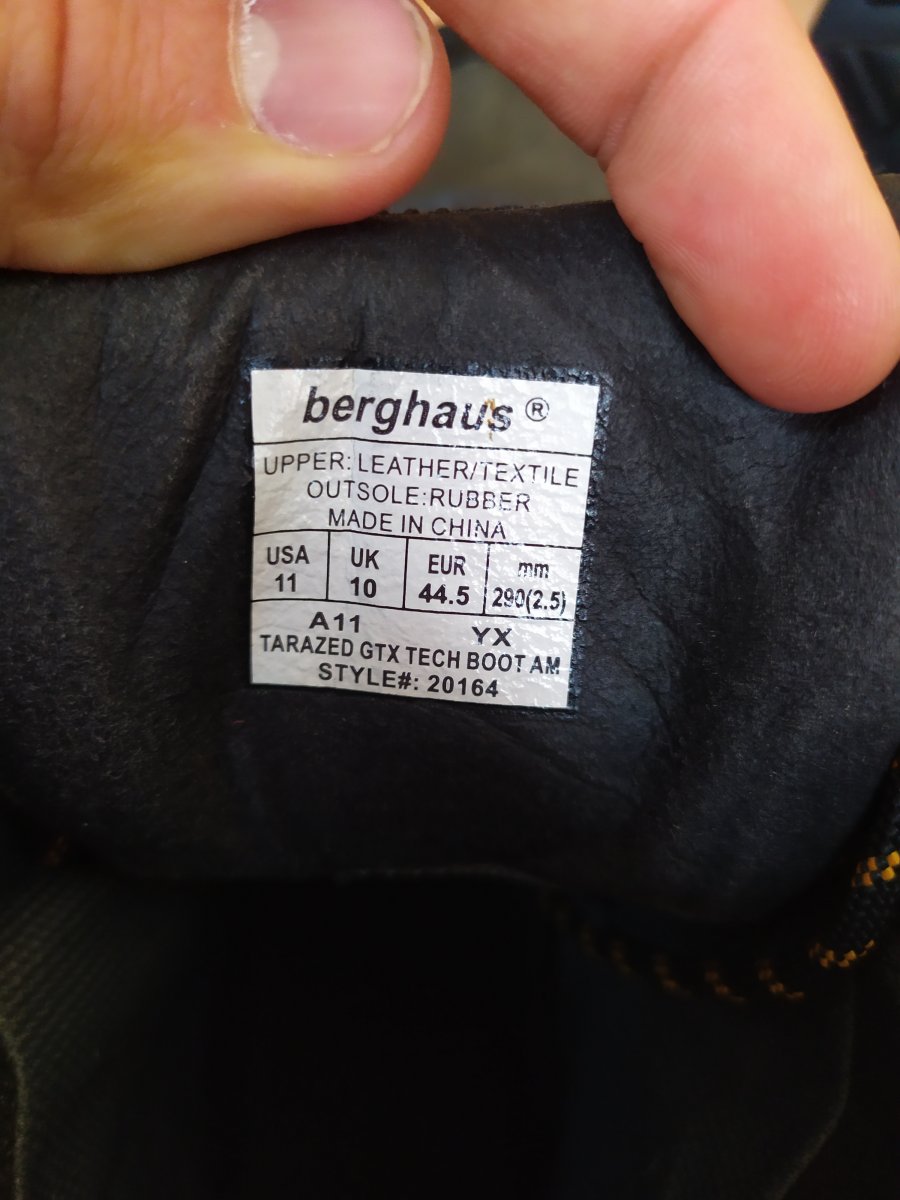 berghaus ®
UPPER: LEATHER/TEXTILE
OUTSOLE:RUBBER
MADE IN CHINA
USA UK EUR mm
11 10 44.5 290(2.5)
A11 YX
TARAZED GTX TECH BOOT AM
STYLE#: 20164